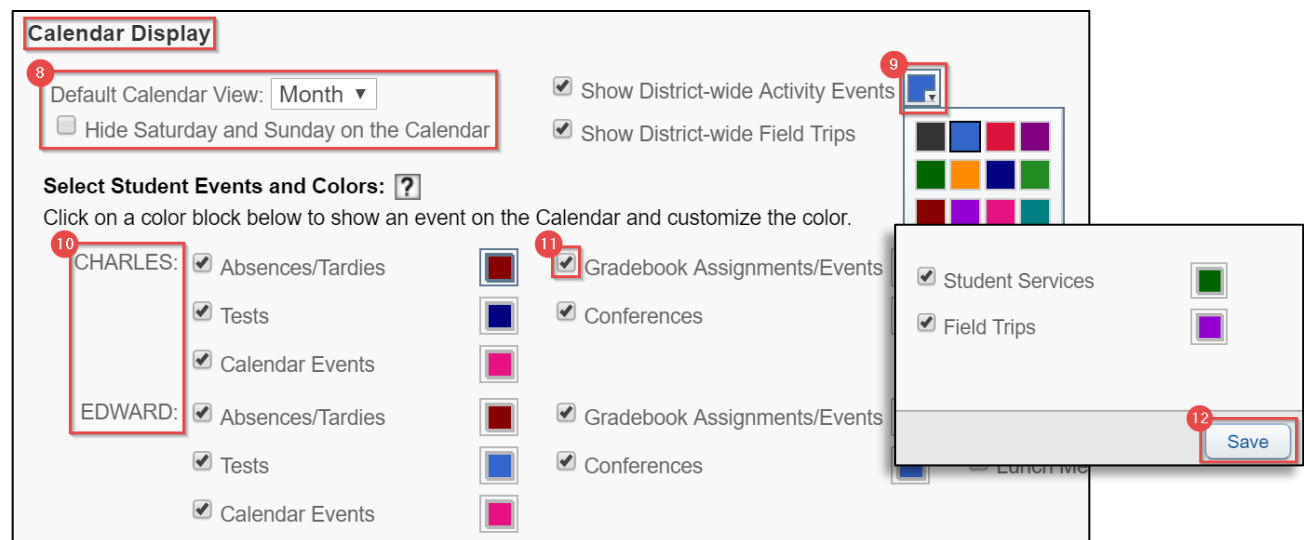 Calendar Display
8
9
Default Calendar View: Month
Show District-wide Activity Events
Hide Saturday and Sunday on the Calendar
Show District-wide Field Trips
Select Student Events and Colors: ?
Click on a color block below to show an event on the Calendar and customize the color.
10
11
CHARLES: Absences/Tardies
Gradebook Assignments/Events
Tests
Conferences
Calendar Events
EDWARD: Absences/Tardies
Gradebook Assignments/Events
Tests
Conferences
Lunch Me
Calendar Events
Student Services
Field Trips
12
Save